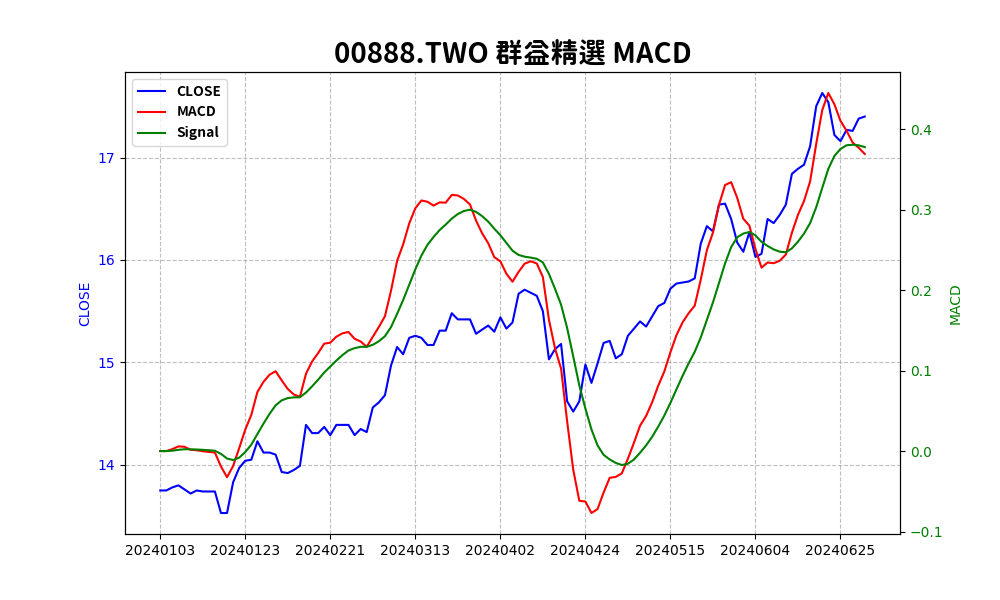 00888.TWO 群益精選 MACD
CLOSE
MACD
Signal
17
16
15
14
CLOSE
0.4
0.3
0.2
0.1
0.0
−0.1
MACD
20240103 20240123 20240221 20240313 20240402 20240424 20240515 20240604 20240625